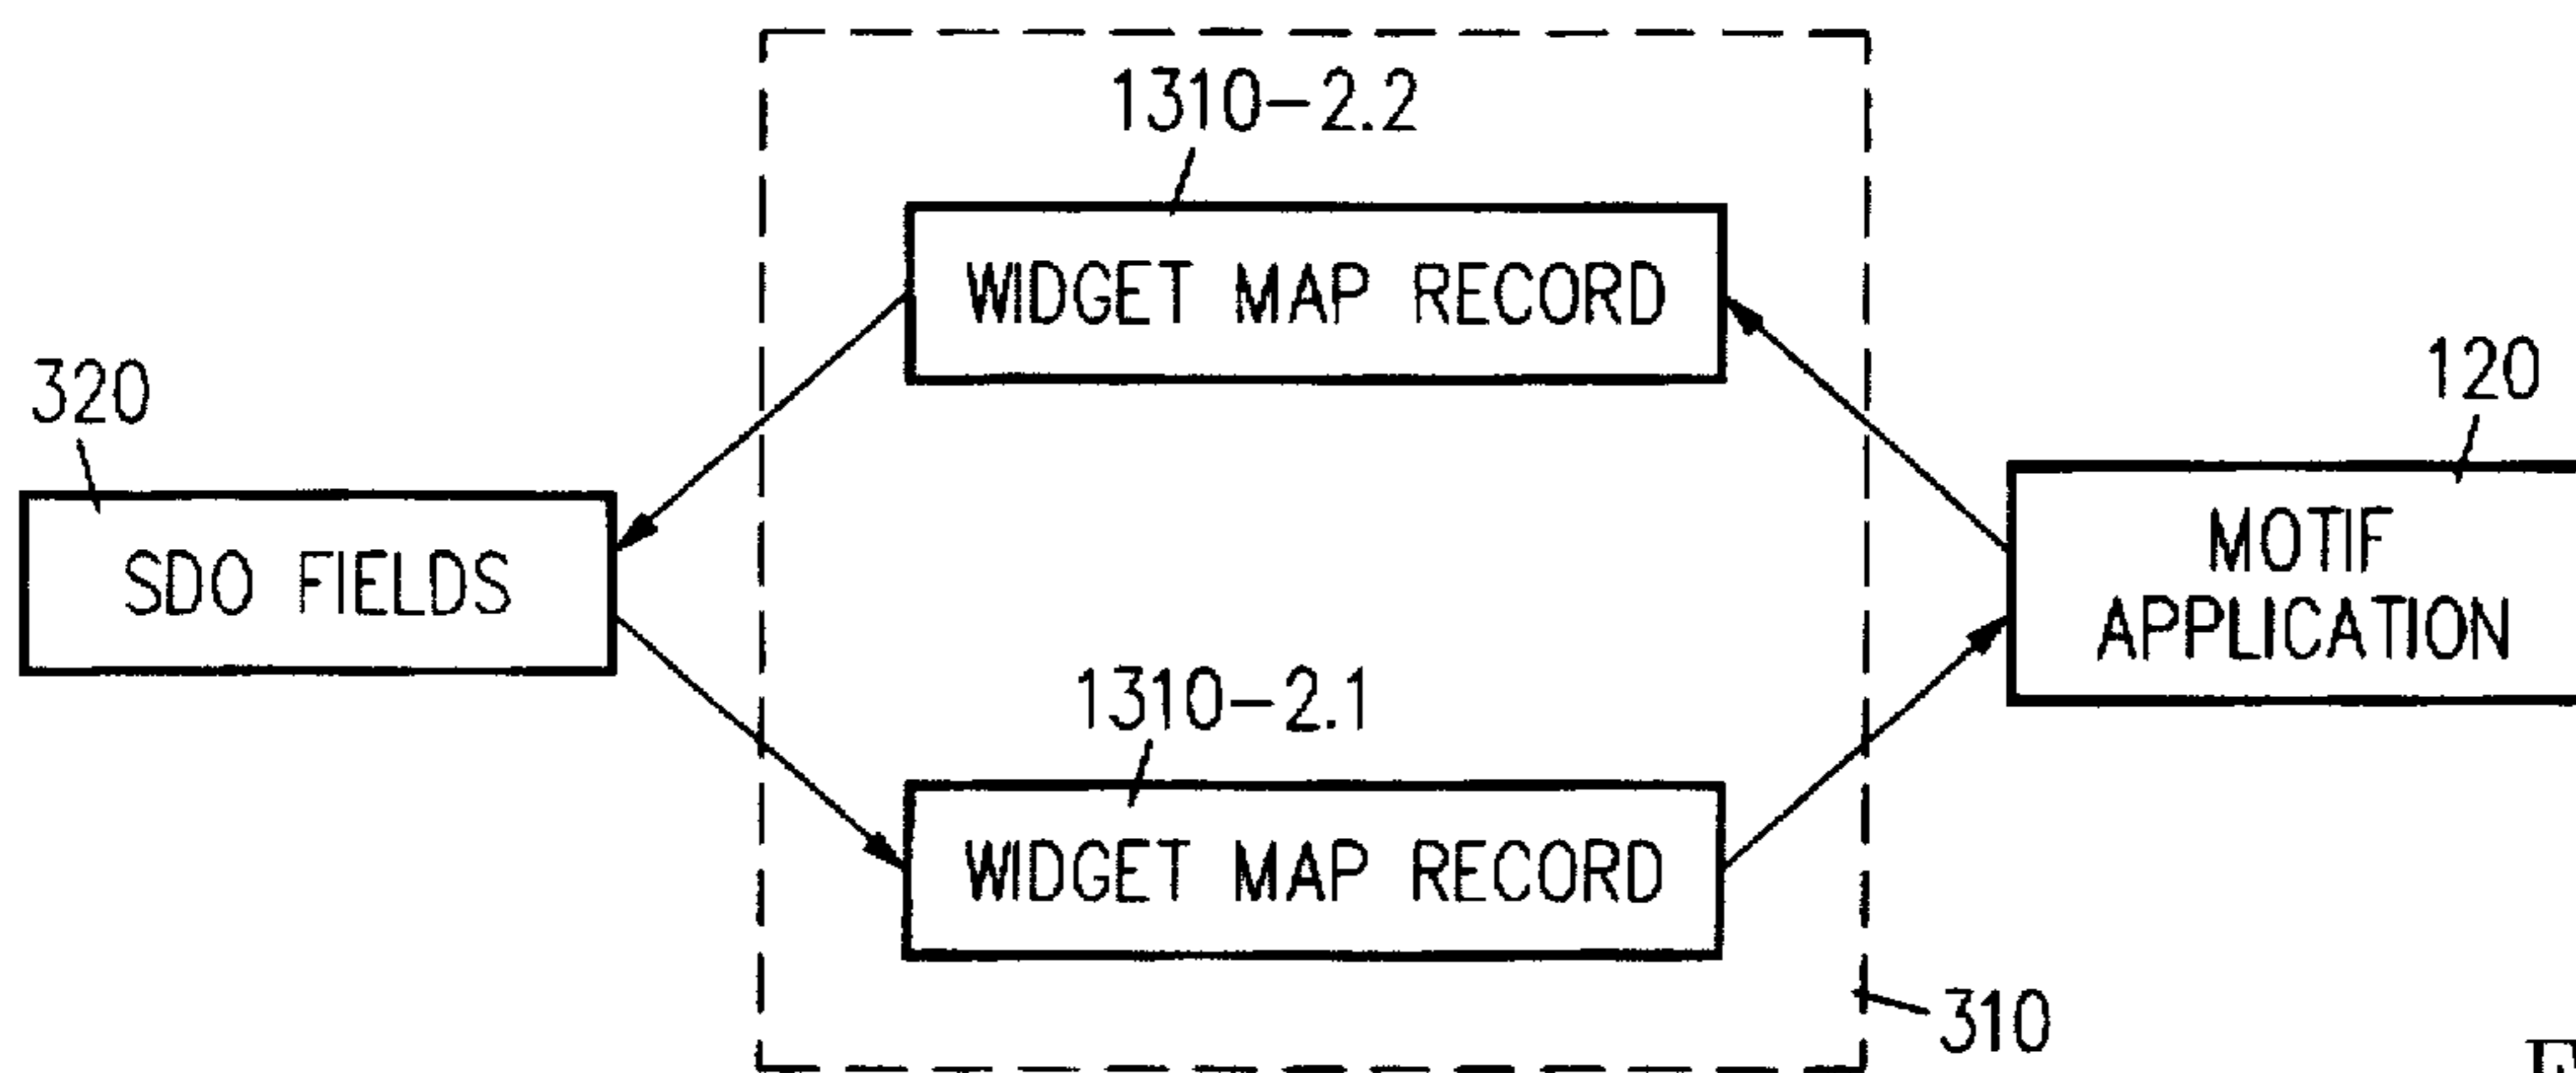 1310-2.2
WIDGET MAP RECORD
320
120
SDO FIELDS
MOTIF
APPLICATION
1310-2.1
WIDGET MAP RECORD
310